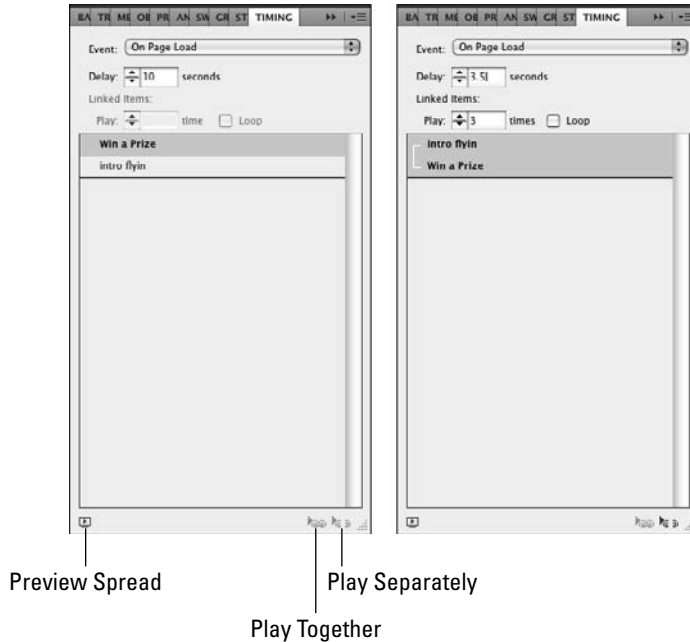 BA TR ME OB PR AN SW GR ST TIMING
Event: On Page Load
Delay: 10 seconds
Linked Items:
Play: time Loop
Win a Prize
intro flyin
BA TR ME OB PR AN SW GR ST TIMING
Event: On Page Load
Delay: 3.5 seconds
Linked Items:
Play: 3 times Loop
intro flyin
Win a Prize
Preview Spread
Play Separately
Play Together